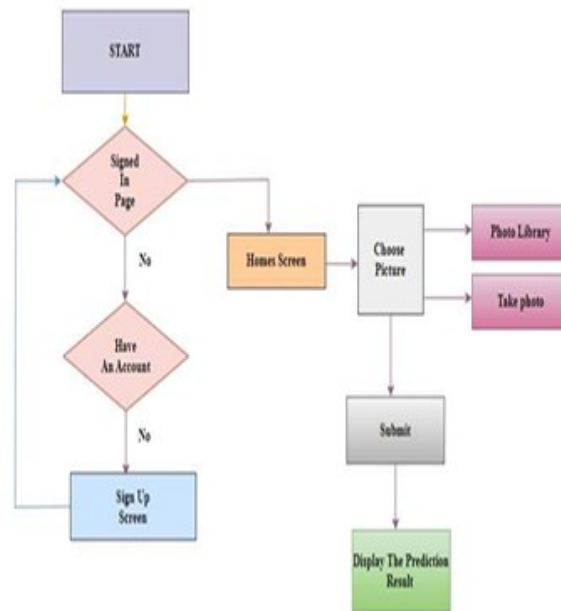 START
Signed
In
Page
No
Have
An Account
No
Sign Up
Screen
Homes Screen
Choose
Picture
Photo Library
Take photo
Submit
Display The Prediction
Result